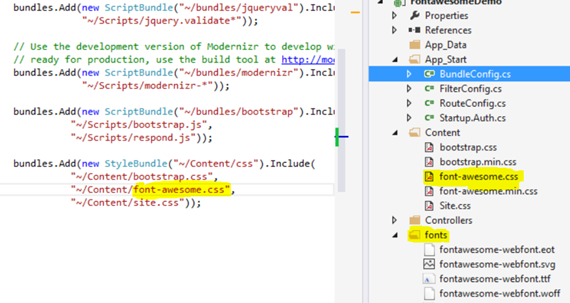 bundles.Add(new ScriptBundle("~/bundles/jqueryval").Inclu
"~/Scripts/jquery.validate*"));
// Use the development version of Modernizr to develop w
// ready for production, use the build tool at http://mod
bundles.Add(new ScriptBundle("~/bundles/modernizr").Inclu
"~/Scripts/modernizr-*"));
bundles.Add(new ScriptBundle("~/bundles/bootstrap").Inclu
"~/Scripts/bootstrap.js",
"~/Scripts/respond.js"));
bundles.Add(new StyleBundle("~/Content/css").Include(
"~/Content/bootstrap.css",
"~/Content/font-awesome.css",
"~/Content/site.css"));
FontawesomeDemo
Properties
References
App_Data
App_Start
BundleConfig.cs
FilterConfig.cs
RouteConfig.cs
Startup.Auth.cs
Content
bootstrap.css
bootstrap.min.css
font-awesome.css
font-awesome.min.css
Site.css
Controllers
fonts
fontawesome-webfont.eot
fontawesome-webfont.svg
fontawesome-webfont.ttf
fontawesome-webfont.woff